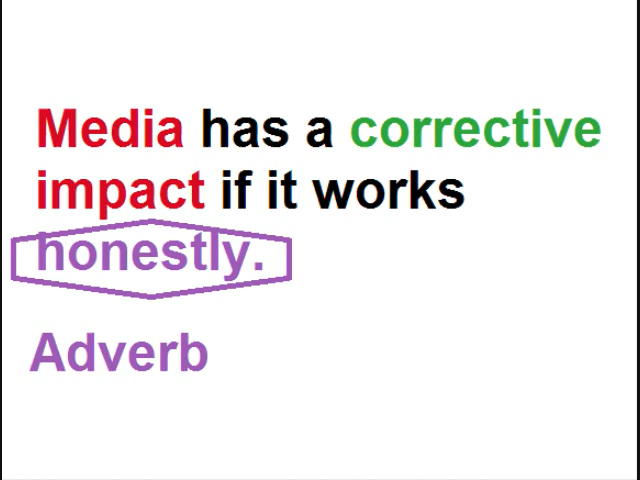 Media has a corrective
impact if it works
honestly.
Adverb